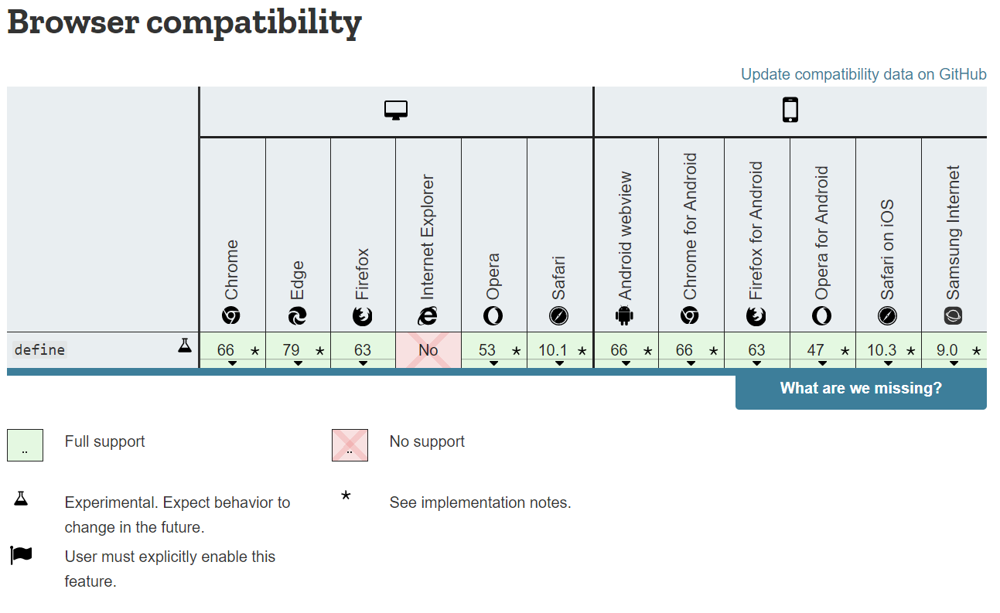 Browser compatibility
Update compatibility data on GitHub
Chrome
Edge
Firefox
Internet Explorer
Opera
Safari
Android webview
Chrome for Android
Firefox for Android
Opera for Android
Safari on iOS
Samsung Internet
define 66 * 79 * 63 No 53 * 10.1 * 66 * 66 * 63 47 * 10.3 * 9.0 *
What are we missing?
.. Full support
.. No support
Experimental. Expect behavior to
change in the future.
* See implementation notes.
User must explicitly enable this
feature.